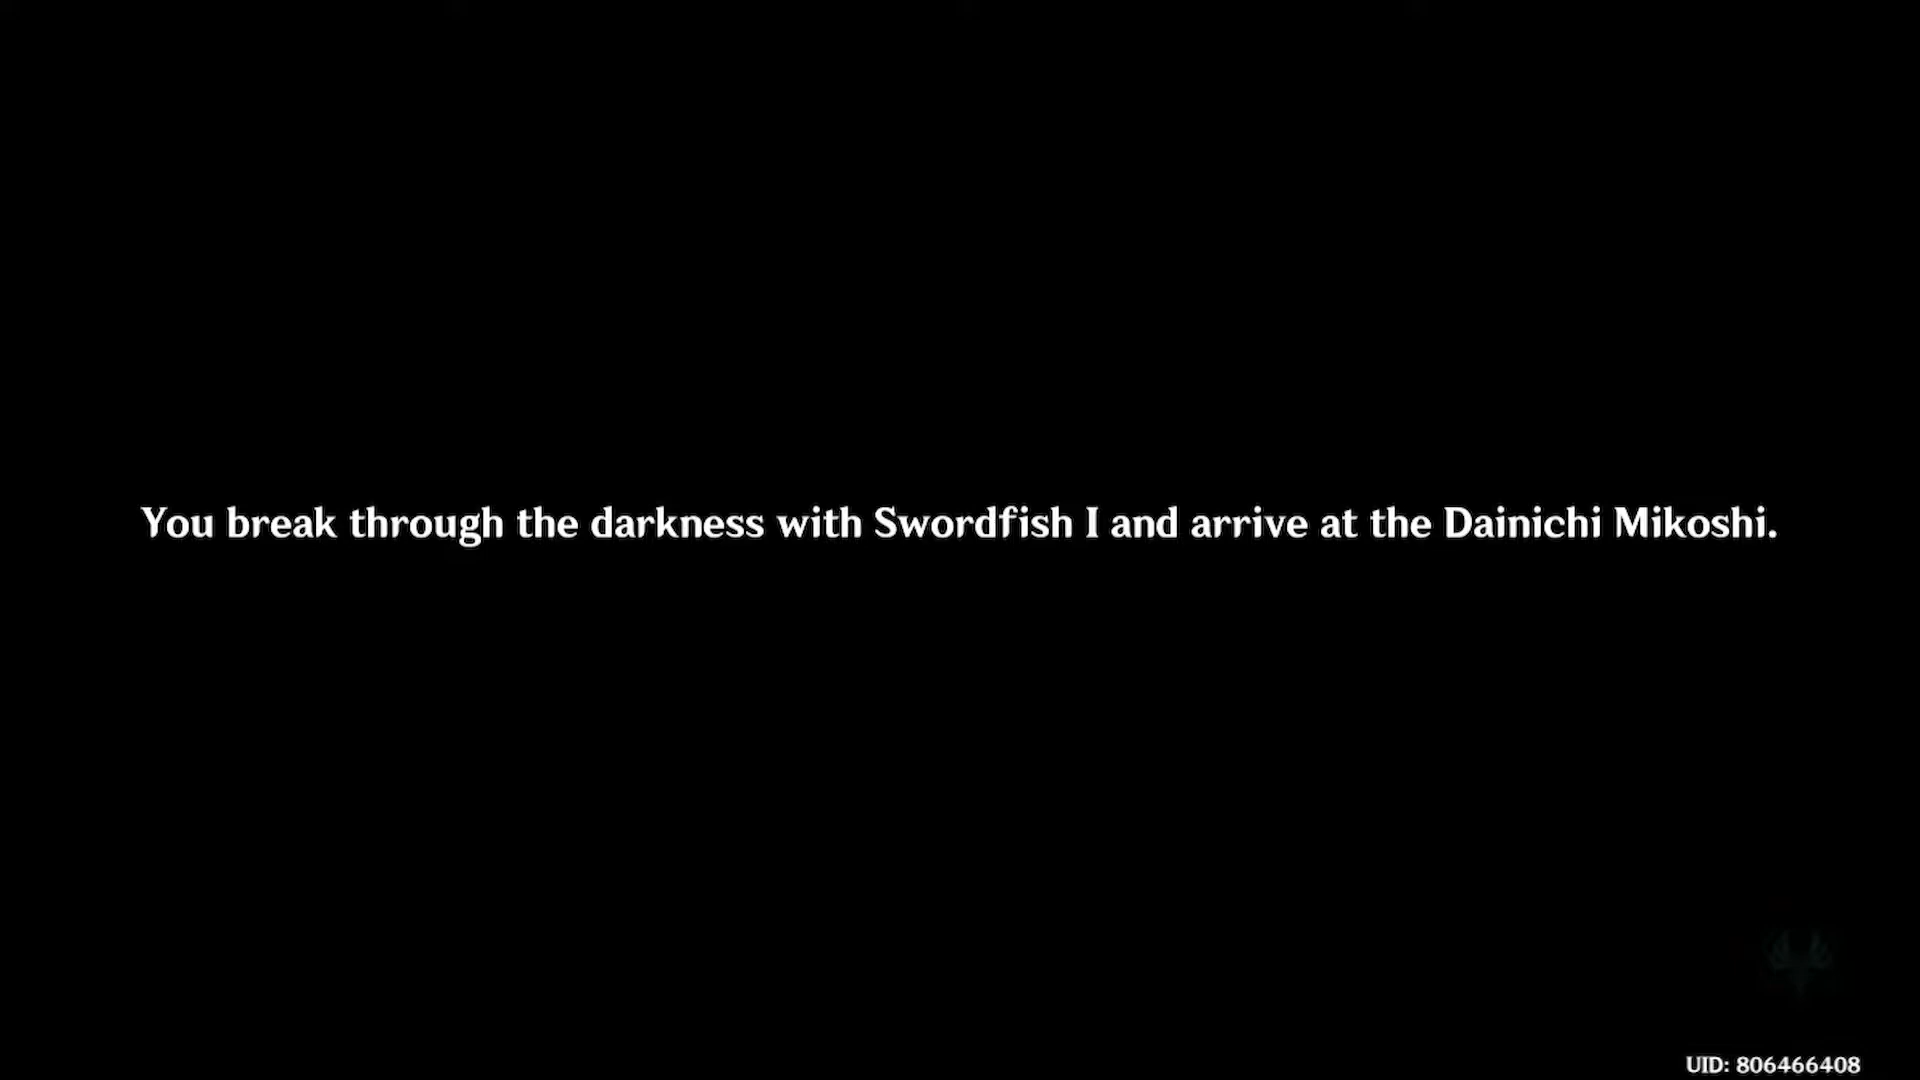 You break through the darkness with Swordfish I and arrive at the Dainichi Mikoshi.
UID: 806466408